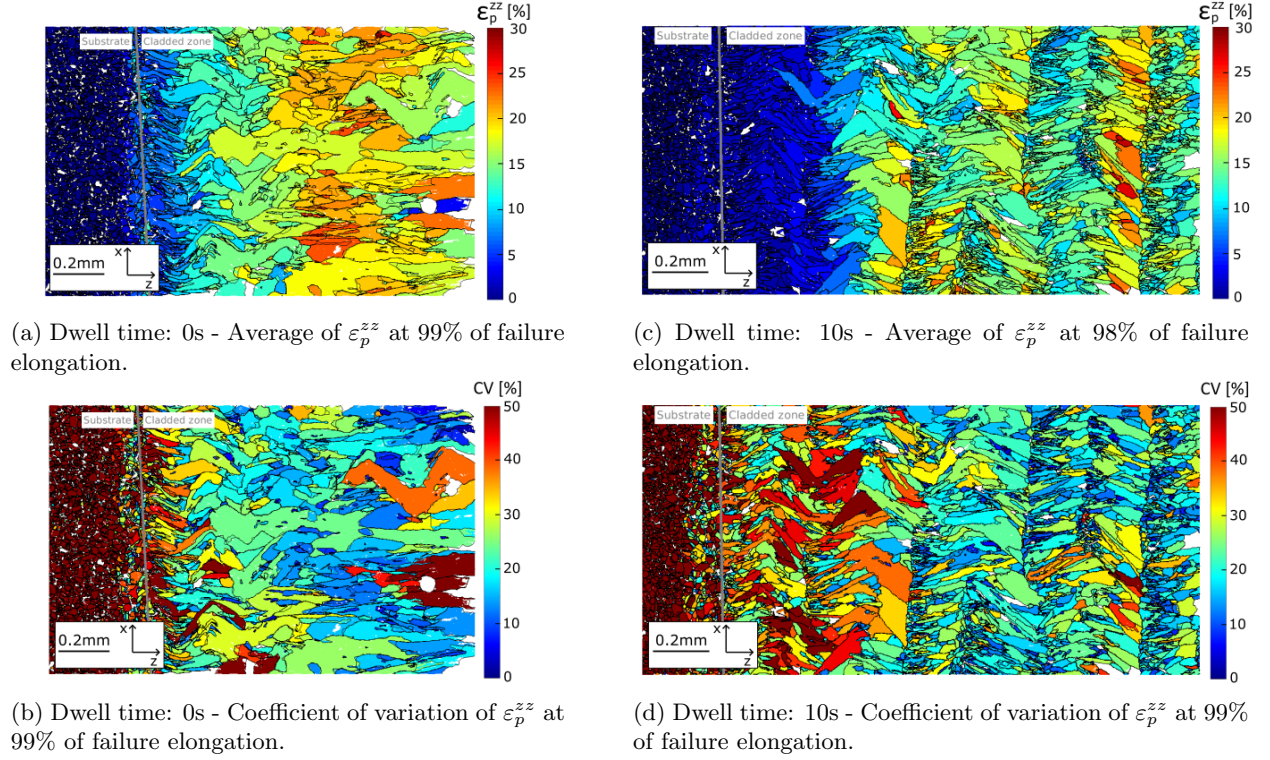 ε_p^zz [%]
Substrate Cladded zone
30
25
20
15
10
5
0
0.2mm
x
z
(a) Dwell time: 0s - Average of ε_p^zz at 99% of failure
elongation.
ε_p^zz [%]
Substrate Cladded zone
30
25
20
15
10
5
0
0.2mm
x
z
(c) Dwell time: 10s - Average of ε_p^zz at 98% of failure
elongation.
CV [%]
Substrate Cladded zone
50
40
30
20
10
0
0.2mm
x
z
(b) Dwell time: 0s - Coefficient of variation of ε_p^zz at
99% of failure elongation.
CV [%]
Substrate Cladded zone
50
40
30
20
10
0
0.2mm
x
z
(d) Dwell time: 10s - Coefficient of variation of ε_p^zz at 99%
of failure elongation.